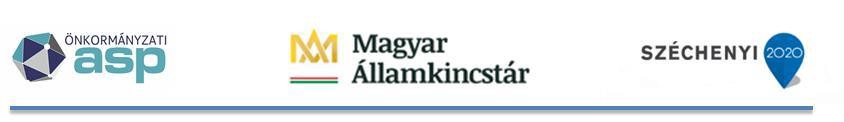 ÖNKORMÁNYZATI
asp
Magyar
Államkincstár
SZÉCHENYI 2020